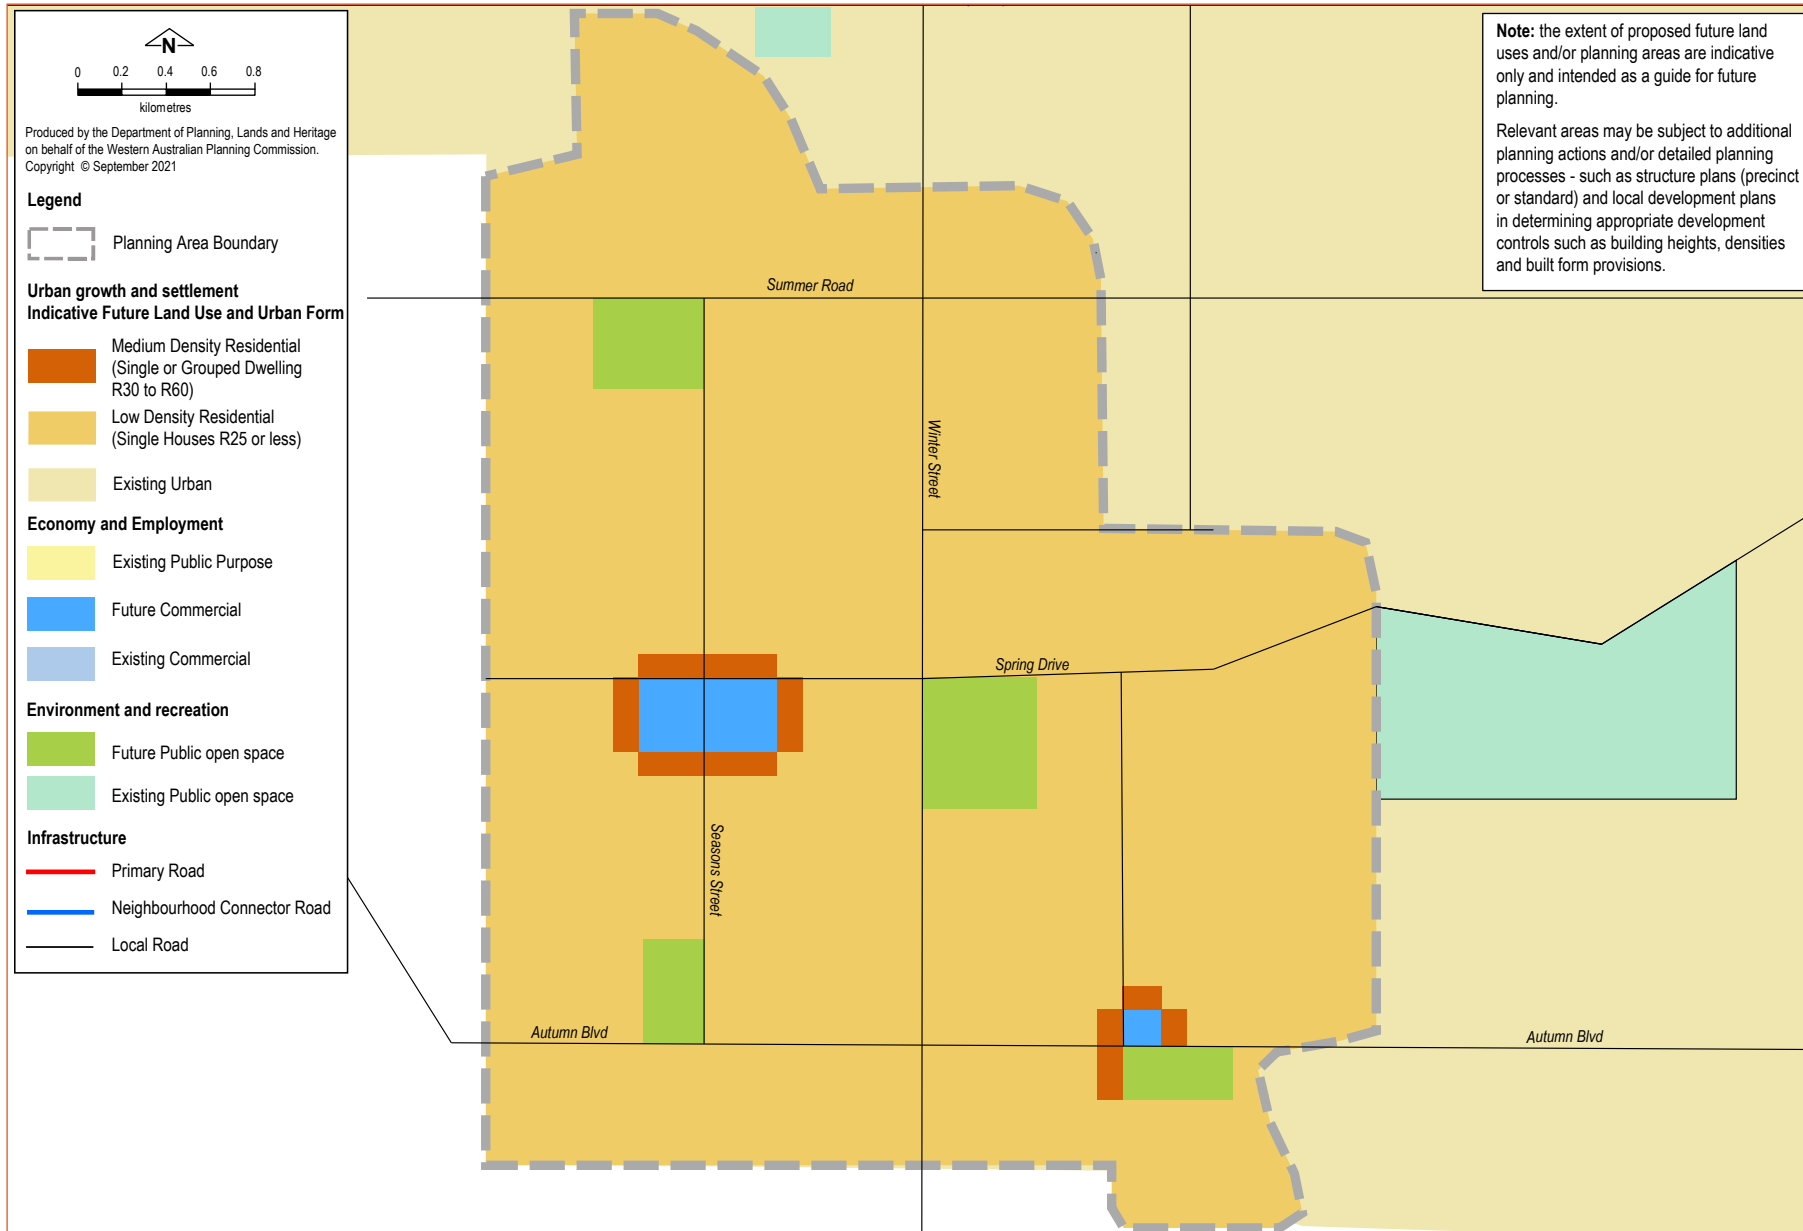 N
0 0.2 0.4 0.6 0.8
kilometres
Produced by the Department of Planning, Lands and Heritage
on behalf of the Western Australian Planning Commission.
Copyright © September 2021
Legend
Planning Area Boundary
Urban growth and settlement
Indicative Future Land Use and Urban Form
Medium Density Residential
(Single or Grouped Dwelling
R30 to R60)
Low Density Residential
(Single Houses R25 or less)
Existing Urban
Economy and Employment
Existing Public Purpose
Future Commercial
Existing Commercial
Environment and recreation
Future Public open space
Existing Public open space
Infrastructure
Primary Road
Neighbourhood Connector Road
Local Road
Note: the extent of proposed future land
uses and/or planning areas are indicative
only and intended as a guide for future
planning.
Relevant areas may be subject to additional
planning actions and/or detailed planning
processes - such as structure plans (precinct
or standard) and local development plans
in determining appropriate development
controls such as building heights, densities
and built form provisions.
Summer Road
Winter Street
Spring Drive
Seasons Street
Autumn Blvd
Autumn Blvd